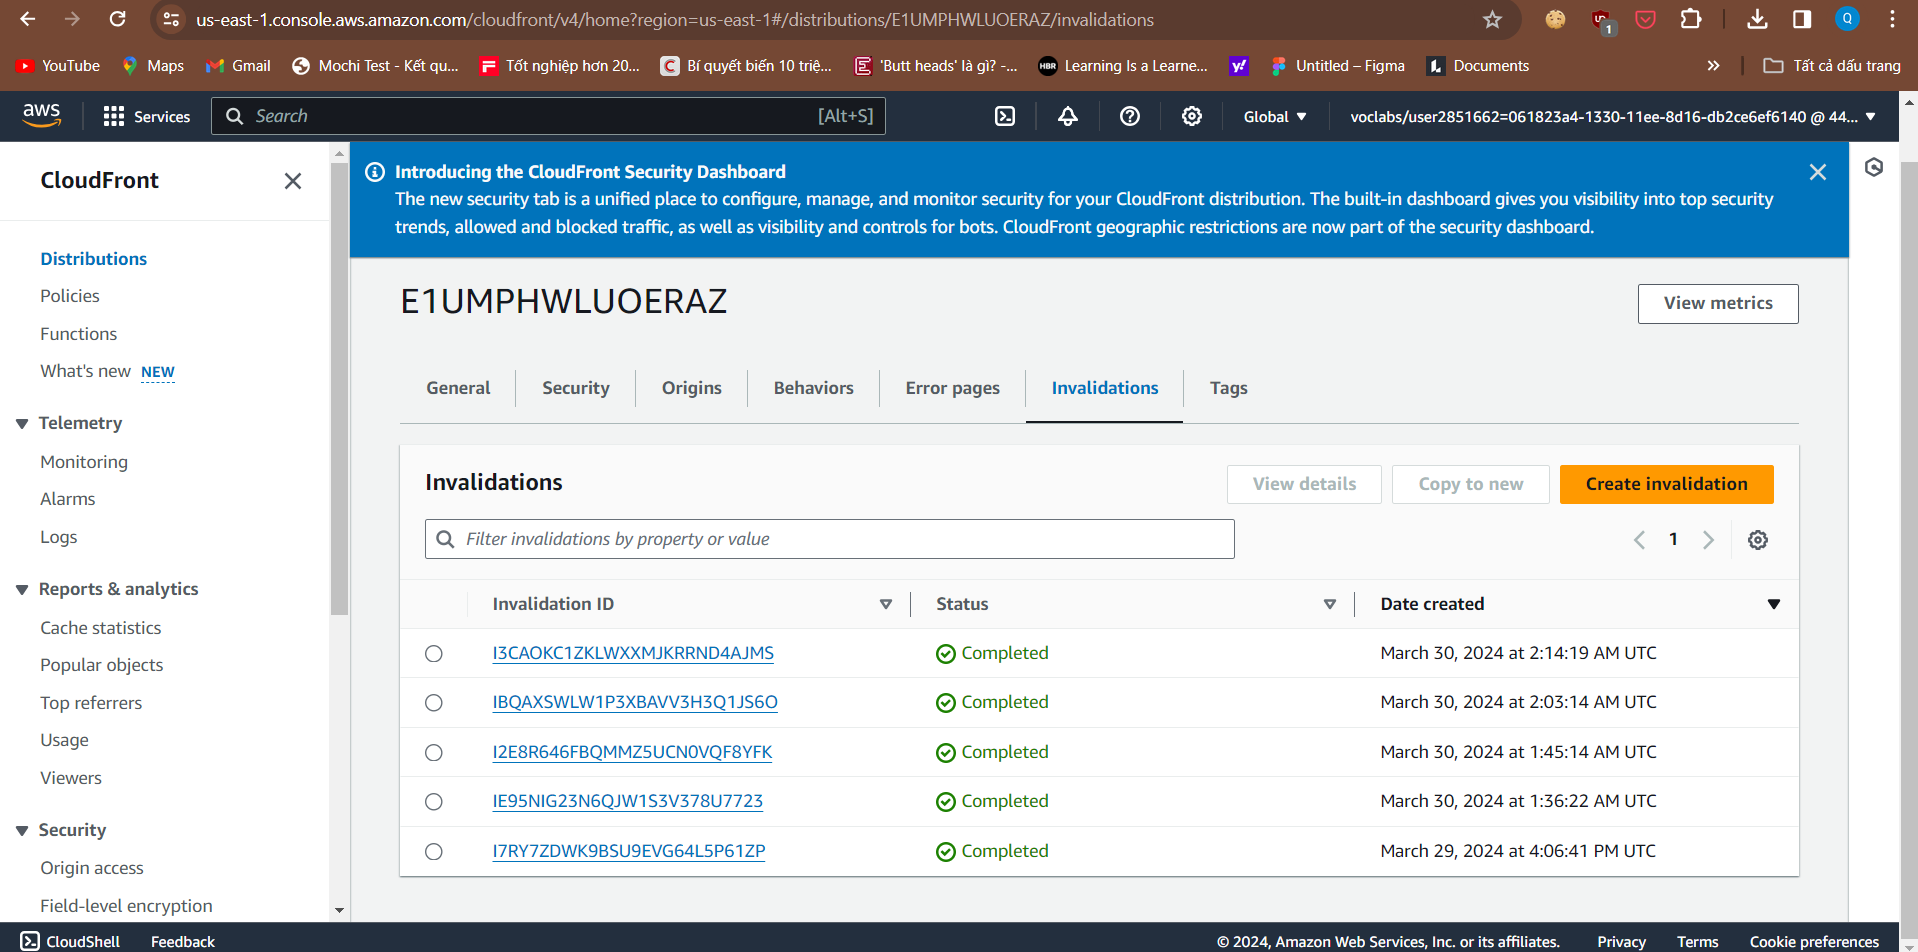 us-east-1.console.aws.amazon.com/cloudfront/v4/home?region=us-east-1#/distributions/E1UMPHWLUOERAZ/invalidations
1
Q
YouTube Maps Gmail Mochi Test - Kết qu... Tốt nghiệp hơn 20... Bí quyết biến 10 triệ... 'Butt heads' là gì? -... HBR Learning Is a Learne... y! Untitled – Figma Documents » Tất cả dấu trang
aws Services Search [Alt+S] Global voclabs/user2851662=061823a4-1330-11ee-8d16-db2ce6ef6140 @ 44...
CloudFront
Distributions
Policies
Functions
What's new NEW
Telemetry
Monitoring
Alarms
Logs
Reports & analytics
Cache statistics
Popular objects
Top referrers
Usage
Viewers
Security
Origin access
Field-level encryption
Introducing the CloudFront Security Dashboard
The new security tab is a unified place to configure, manage, and monitor security for your CloudFront distribution. The built-in dashboard gives you visibility into top security
trends, allowed and blocked traffic, as well as visibility and controls for bots. CloudFront geographic restrictions are now part of the security dashboard.
E1UMPHWLUOERAZ
View metrics
General Security Origins Behaviors Error pages Invalidations Tags
Invalidations
View details Copy to new Create invalidation
Filter invalidations by property or value
1
Invalidation ID Status Date created
I3CAOKC1ZKLWXXMJKRRND4AJMS Completed March 30, 2024 at 2:14:19 AM UTC
IBQAXSWLW1P3XBAVV3H3Q1JS6O Completed March 30, 2024 at 2:03:14 AM UTC
I2E8R646FBQMMZ5UCN0VQF8YFK Completed March 30, 2024 at 1:45:14 AM UTC
IE95NIG23N6QJW1S3V378U7723 Completed March 30, 2024 at 1:36:22 AM UTC
I7RY7ZDWK9BSU9EVG64L5P61ZP Completed March 29, 2024 at 4:06:41 PM UTC
CloudShell Feedback © 2024, Amazon Web Services, Inc. or its affiliates. Privacy Terms Cookie preferences